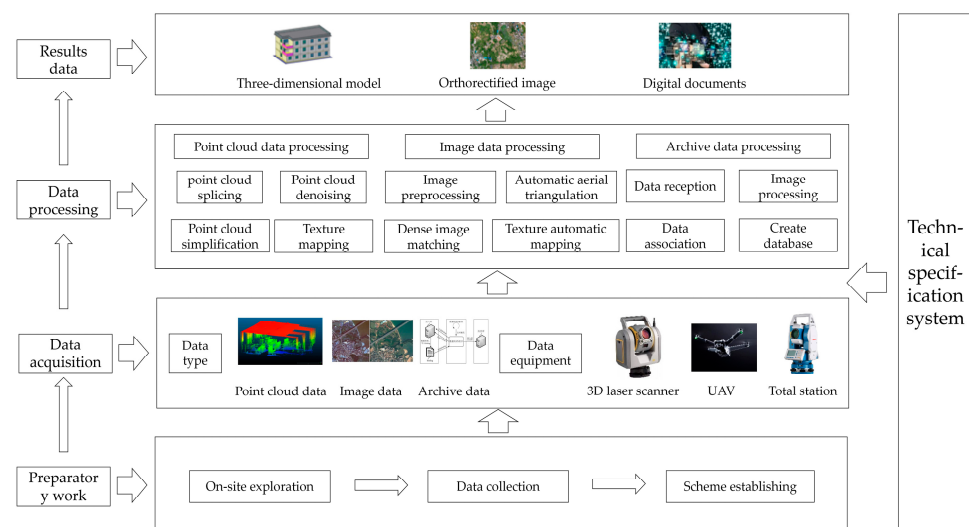 Results
data
Three-dimensional model
Orthorectified image
Digital documents
Data
processing
Point cloud data processing
Image data processing
Archive data processing
point cloud
splicing
Point cloud
denoising
Image
preprocessing
Automatic aerial
triangulation
Data reception
Image
processing
Point cloud
simplification
Texture
mapping
Dense image
matching
Texture automatic
mapping
Data
association
Create
database
Data
acquisition
Data
type
Point cloud data
Image data
Archive data
Data
equipment
3D laser scanner
UAV
Total station
Preparator
y work
On-site exploration
Data collection
Scheme establishing
Techn-
ical
specif-
ication
system